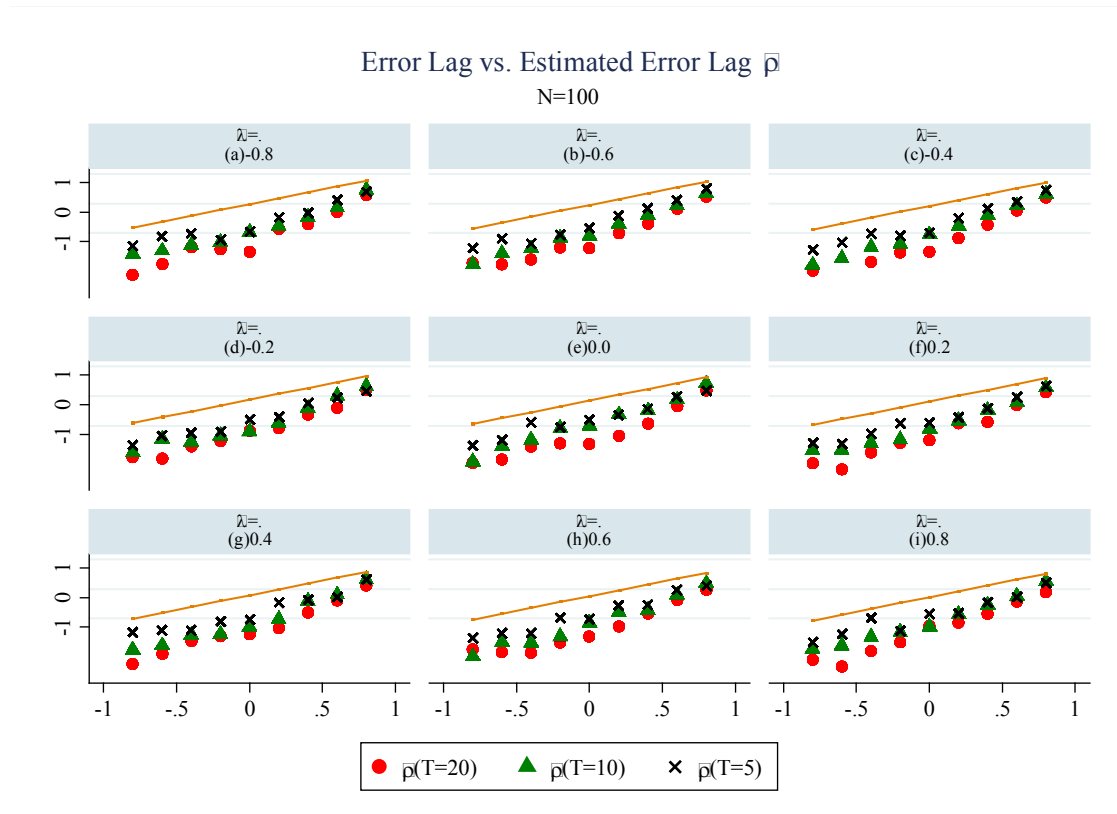 Error Lag vs. Estimated Error Lag ρ̄
N=100
λ̂=.
(a)-0.8
λ̂=.
(b)-0.6
λ̂=.
(c)-0.4
1
0
-1
λ̂=.
(d)-0.2
λ̂=.
(e)0.0
λ̂=.
(f)0.2
1
0
-1
λ̂=.
(g)0.4
λ̂=.
(h)0.6
λ̂=.
(i)0.8
1
0
-1
-1 -.5 0 .5 1 -1 -.5 0 .5 1 -1 -.5 0 .5 1
ρ̄(T=20) ρ̄(T=10) ρ̄(T=5)